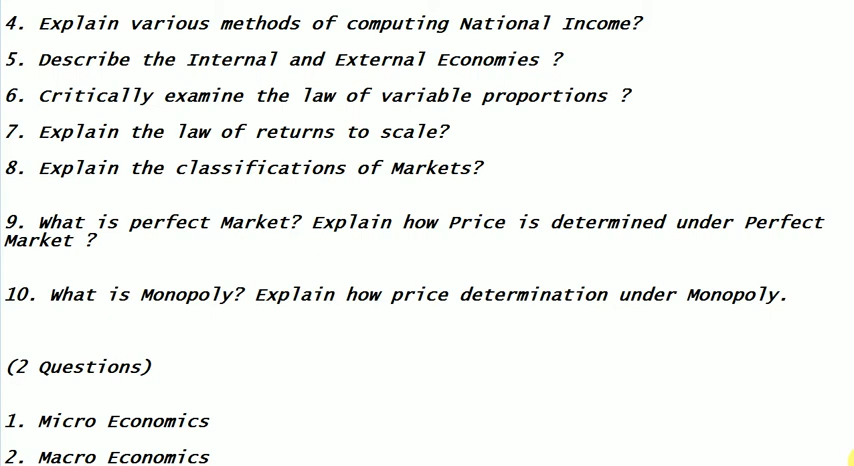 4. Explain various methods of computing National Income?
5. Describe the Internal and External Economies ?
6. Critically examine the law of variable proportions ?
7. Explain the law of returns to scale?
8. Explain the classifications of Markets?
9. What is perfect Market? Explain how Price is determined under Perfect
Market ?
10. What is Monopoly? Explain how price determination under Monopoly.
(2 Questions)
1. Micro Economics
2. Macro Economics